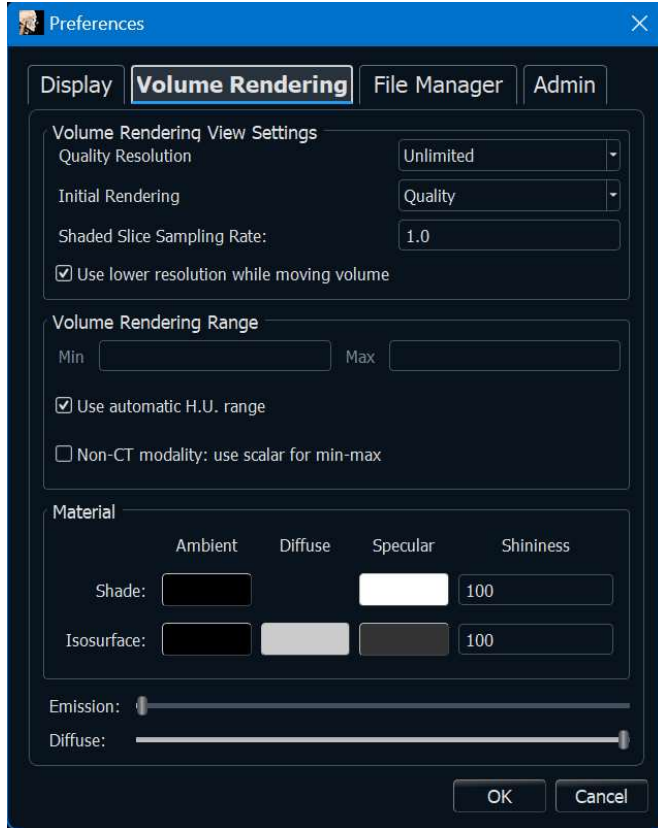 Preferences
Display Volume Rendering File Manager Admin
Volume Rendering View Settings
Quality Resolution Unlimited
Initial Rendering Quality
Shaded Slice Sampling Rate: 1.0
Use lower resolution while moving volume
Volume Rendering Range
Min Max
Use automatic H.U. range
Non-CT modality: use scalar for min-max
Material
Ambient Diffuse Specular Shininess
Shade: 100
Isosurface: 100
Emission:
Diffuse:
OK Cancel